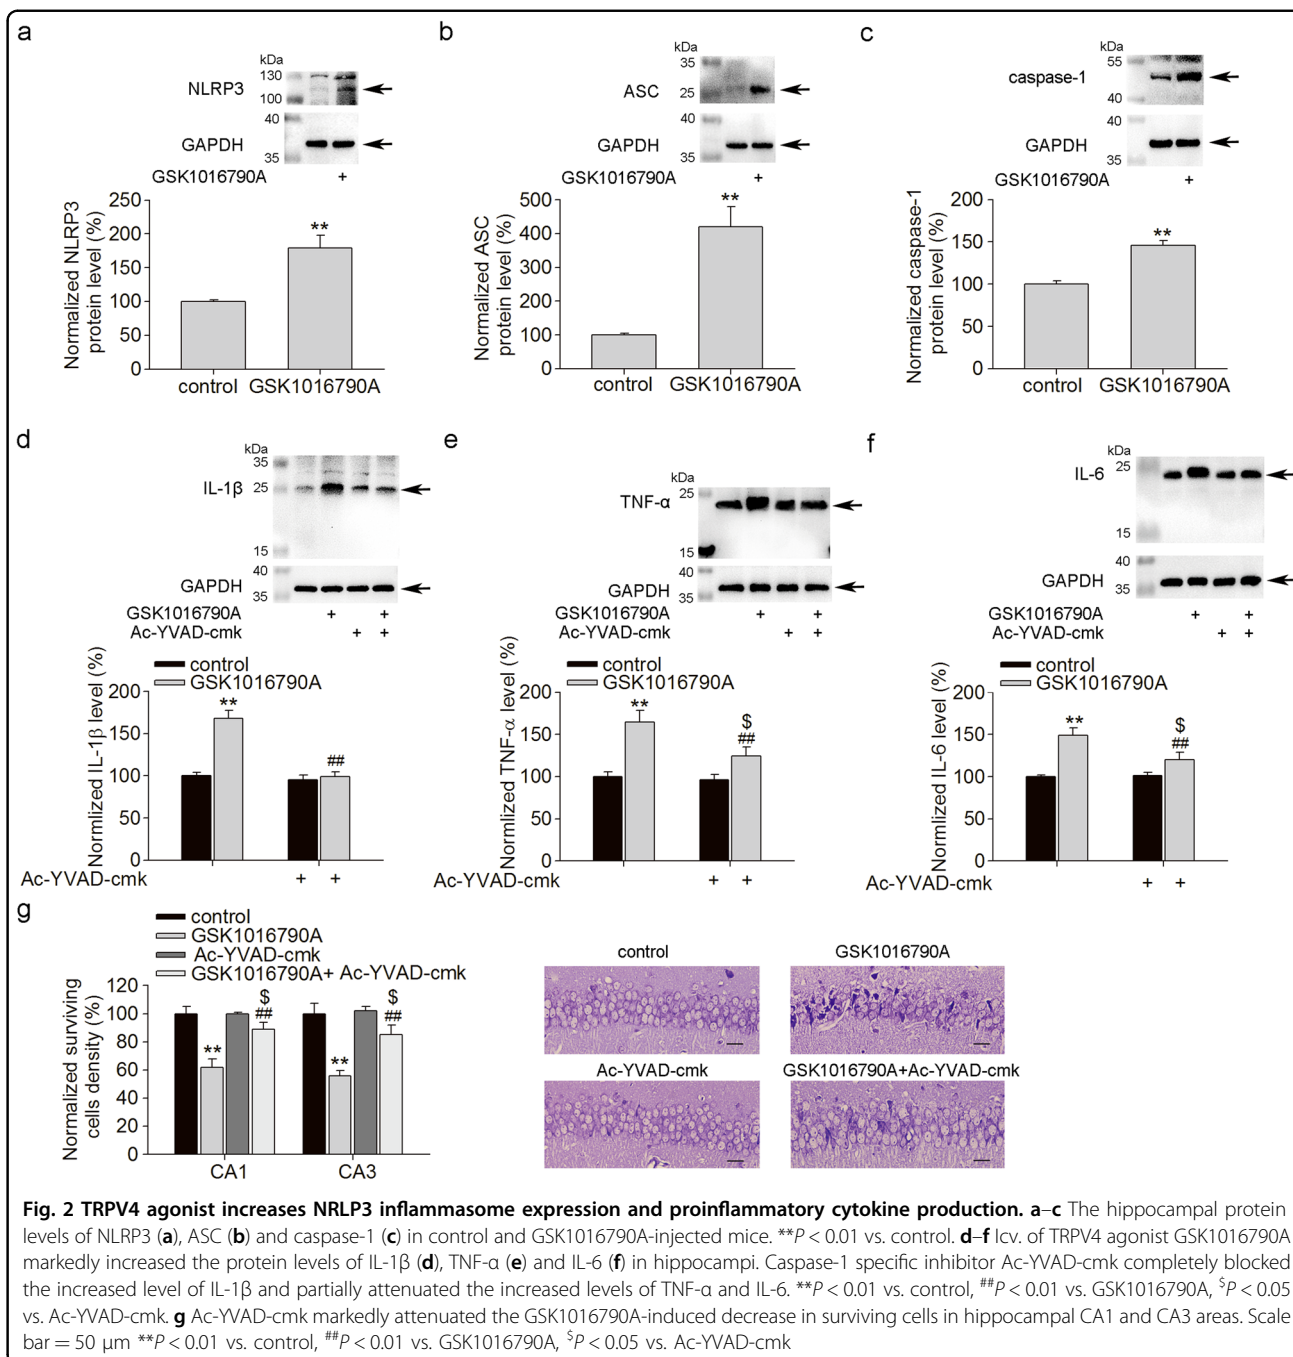 a
kDa
NLRP3
130
100
GAPDH
40
35
GSK1016790A +
Normalized NLRP3
protein level (%)
250
200
150
100
50
0
**
control GSK1016790A
b
kDa
ASC
35
25
GAPDH
40
35
GSK1016790A +
Normalized ASC
protein level (%)
500
400
300
200
100
0
**
control GSK1016790A
c
kDa
caspase-1
55
40
GAPDH
40
35
GSK1016790A +
Normalized caspase-1
protein level (%)
200
150
100
50
0
**
control GSK1016790A
d
kDa
35
IL-1β 25
15
GAPDH
40
35
GSK1016790A + +
Ac-YVAD-cmk + +
control
GSK1016790A
Normlized IL-1β level (%)
200
150
100
50
0
**
##
Ac-YVAD-cmk + +
e
kDa
TNF-α 25
15
GAPDH
40
35
GSK1016790A + +
Ac-YVAD-cmk + +
control
GSK1016790A
Normlized TNF-α level (%)
200
150
100
50
0
**
$
##
Ac-YVAD-cmk + +
f
kDa
IL-6 25
15
GAPDH
40
35
GSK1016790A + +
Ac-YVAD-cmk + +
control
GSK1016790A
Normlized IL-6 level (%)
200
150
100
50
0
**
$
##
Ac-YVAD-cmk + +
g
control
GSK1016790A
Ac-YVAD-cmk
GSK1016790A+ Ac-YVAD-cmk
Normalized surviving
cells density (%)
120
100
80
60
40
20
0
**
$
##
**
$
##
CA1 CA3
control GSK1016790A
Ac-YVAD-cmk GSK1016790A+Ac-YVAD-cmk
Fig. 2 TRPV4 agonist increases NRLP3 inflammasome expression and proinflammatory cytokine production. a–c The hippocampal protein
levels of NLRP3 (a), ASC (b) and caspase-1 (c) in control and GSK1016790A-injected mice. **P < 0.01 vs. control. d–f Icv. of TRPV4 agonist GSK1016790A
markedly increased the protein levels of IL-1β (d), TNF-α (e) and IL-6 (f) in hippocampi. Caspase-1 specific inhibitor Ac-YVAD-cmk completely blocked
the increased level of IL-1β and partially attenuated the increased levels of TNF-α and IL-6. **P < 0.01 vs. control, ##P < 0.01 vs. GSK1016790A, $P < 0.05
vs. Ac-YVAD-cmk. g Ac-YVAD-cmk markedly attenuated the GSK1016790A-induced decrease in surviving cells in hippocampal CA1 and CA3 areas. Scale
bar = 50 μm **P < 0.01 vs. control, ##P < 0.01 vs. GSK1016790A, $P < 0.05 vs. Ac-YVAD-cmk